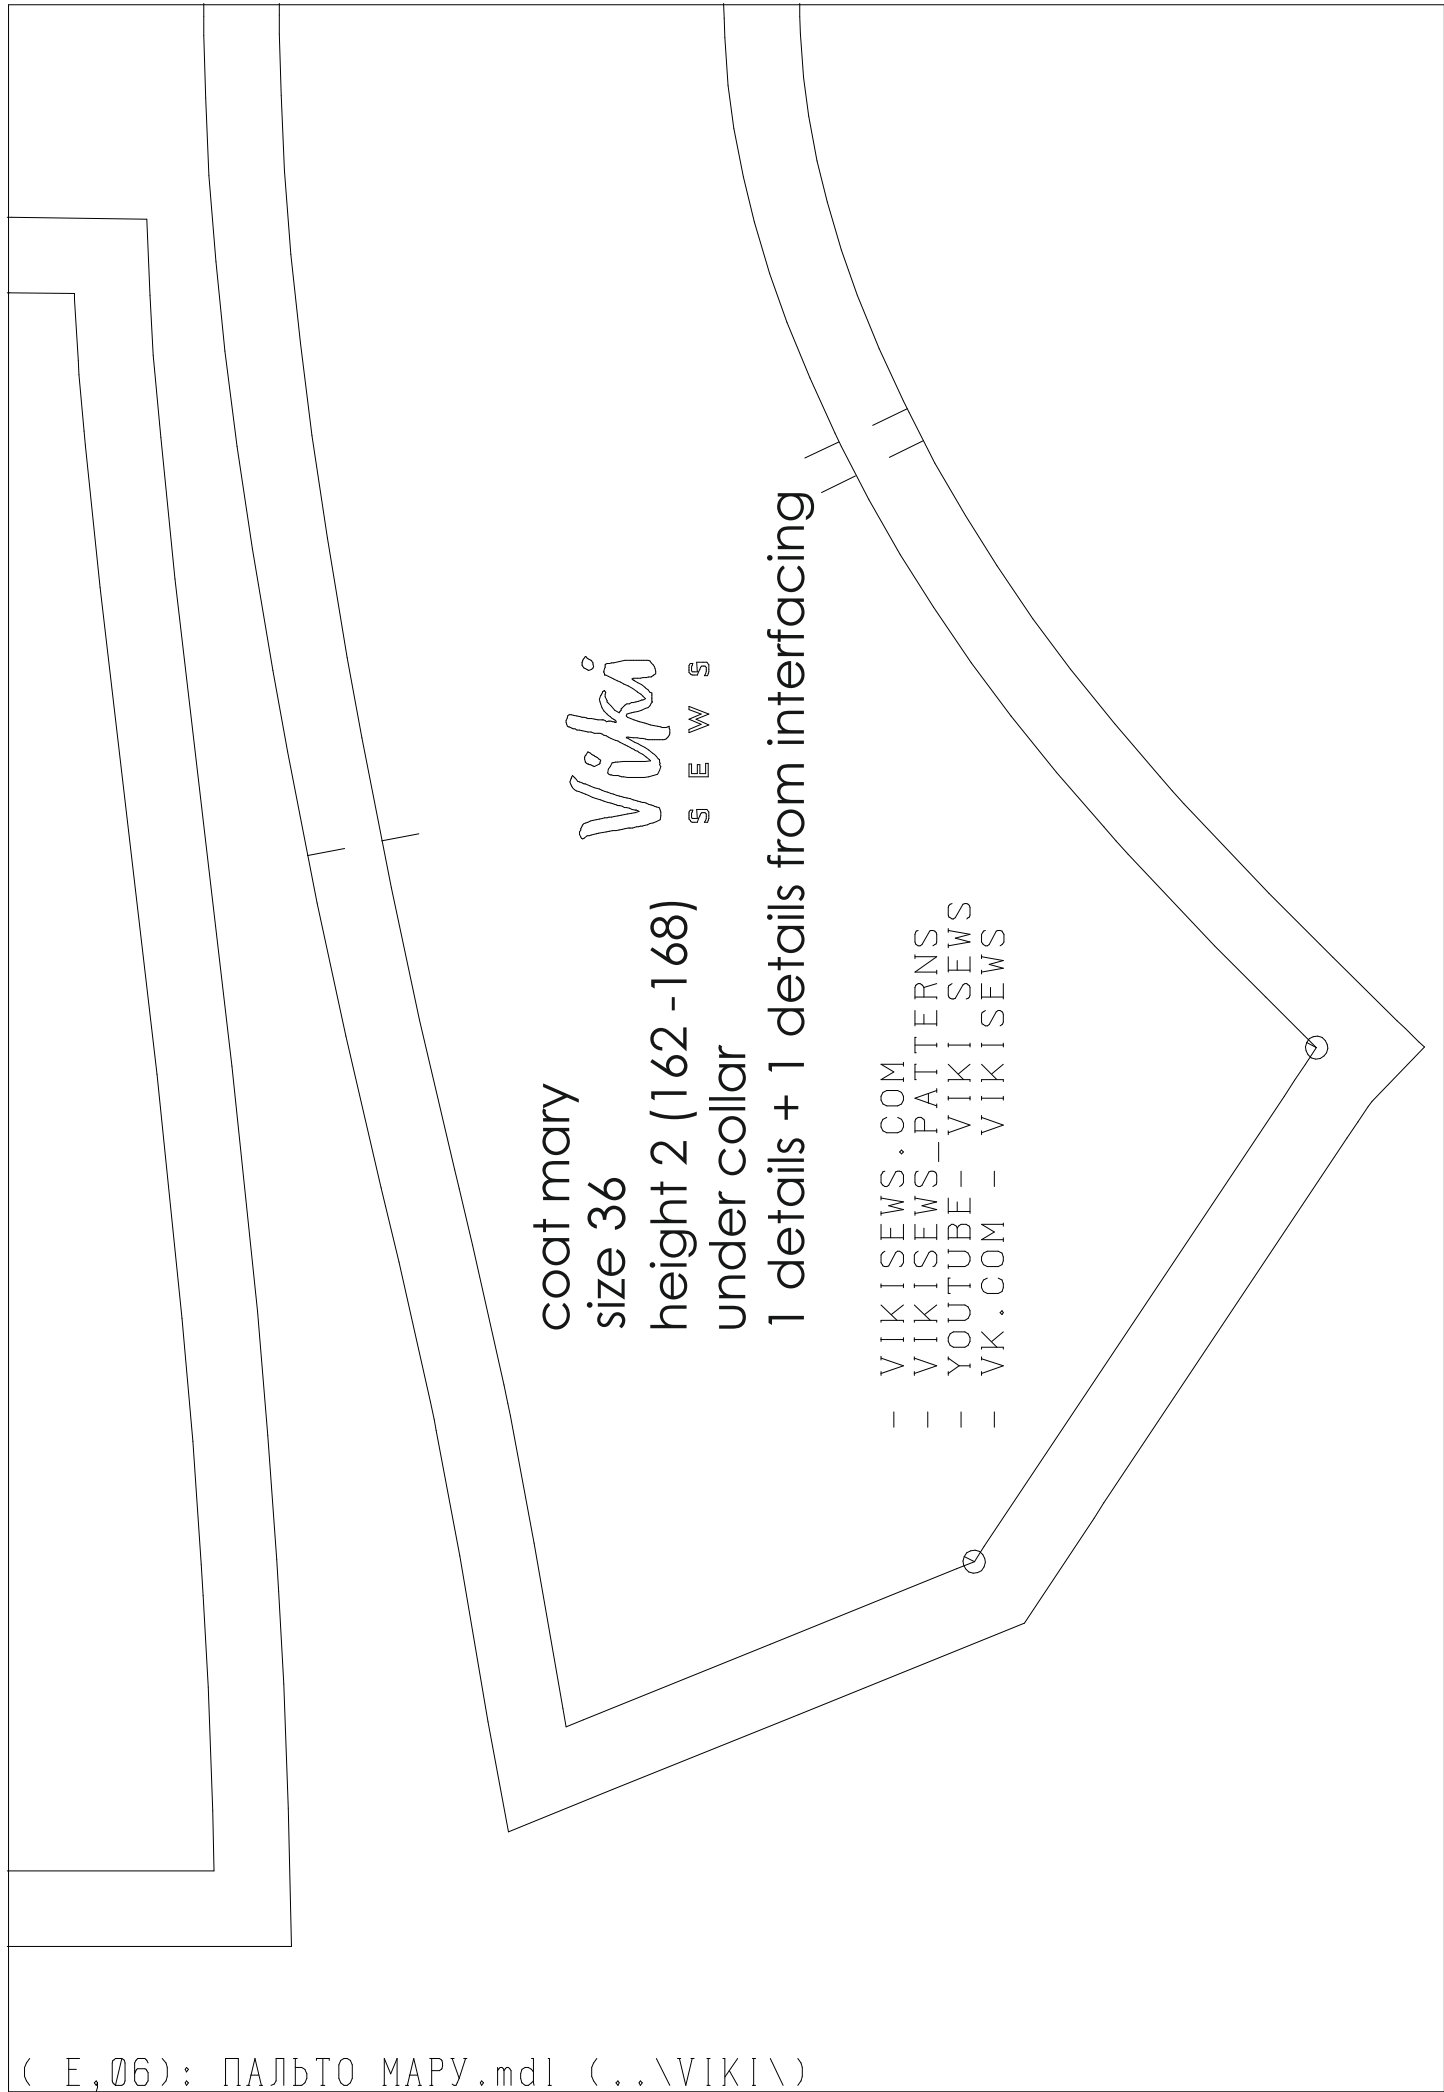 coat mary
size 36
height 2 (162-168)
under collar
1 details + 1 details from interfacing
Viki
SEWS
- VIKISEWS.COM
- VIKISEWS_PATTERNS
- YOUTUBE- VIKI SEWS
- VK.COM - VIKISEWS
( E,06): ПАЛЬТО МАРУ.mdl (..\VIKI\)